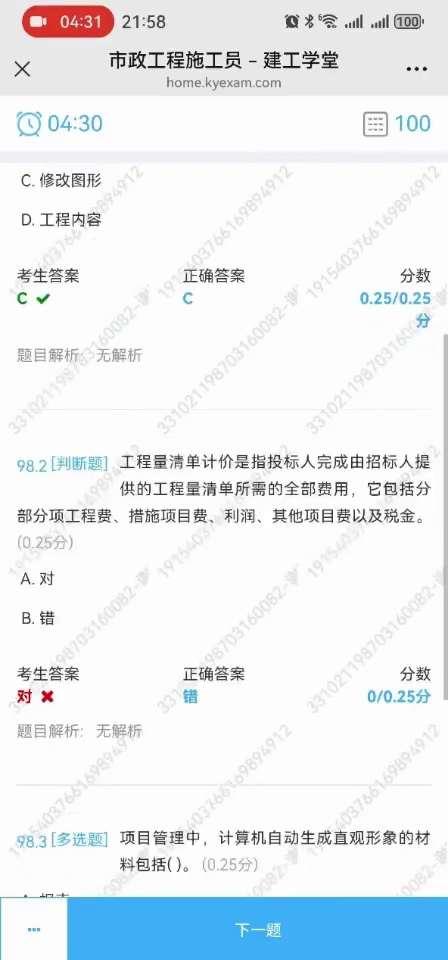 04:31 21:58 6 100
市政工程施工员 – 建工学堂
home.kyexam.com
04:30 100
C. 修改图形
D. 工程内容
考生答案 正确答案 分数
C C 0.25/0.25
分
题目解析： 无解析
98.2 [判断题] 工程量清单计价是指投标人完成由招标人提
供的工程量清单所需的全部费用，它包括分
部分项工程费、措施项目费、利润、其他项目费以及税金。
(0.25分)
A. 对
B. 错
考生答案 正确答案 分数
对 错 0/0.25分
题目解析： 无解析
98.3 [多选题] 项目管理中，计算机自动生成直观形象的材
料包括( )。 (0.25分)
下一题